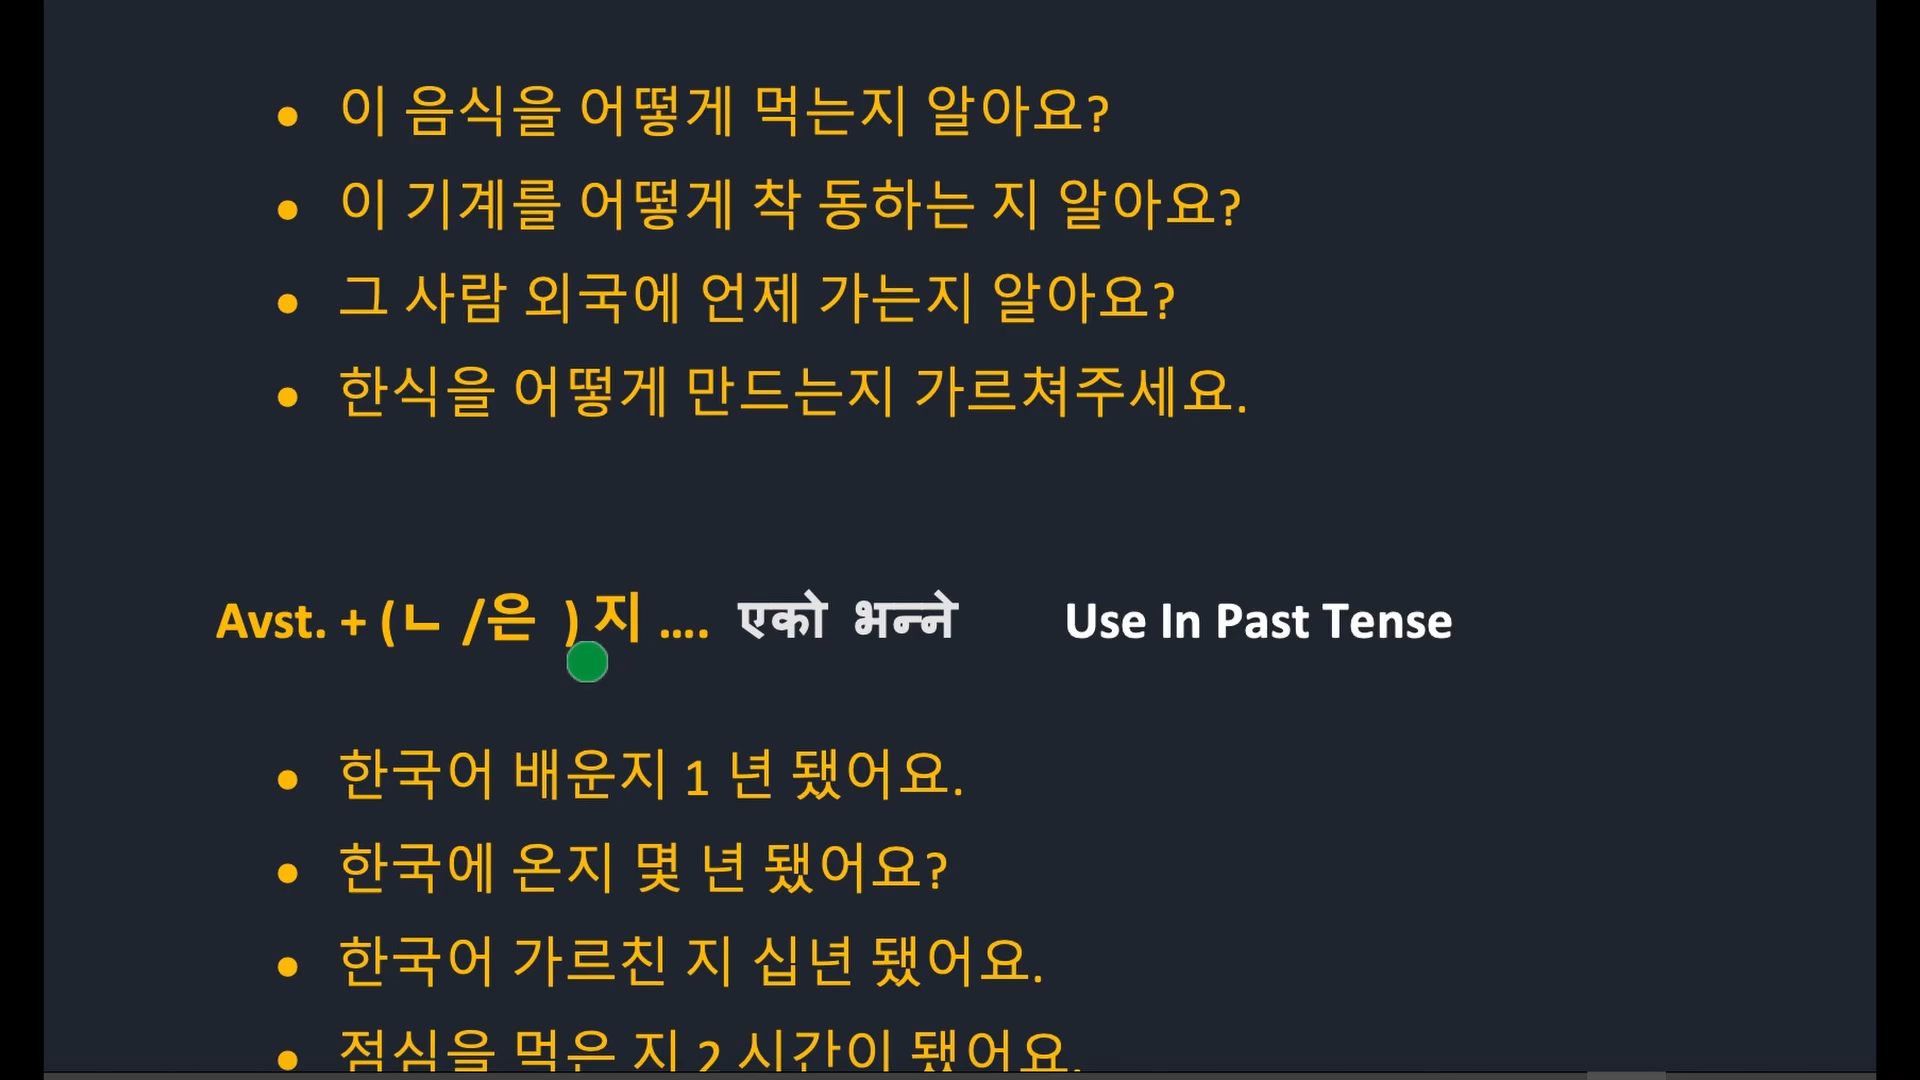 • 이 음식을 어떻게 먹는지 알아요?
• 이 기계를 어떻게 착 동하는 지 알아요?
• 그 사람 외국에 언제 가는지 알아요?
• 한식을 어떻게 만드는지 가르쳐주세요.
Avst. + (ㄴ /은 ) 지 .... एको भन्ने Use In Past Tense
• 한국어 배운지 1 년 됐어요.
• 한국에 온지 몇 년 됐어요?
• 한국어 가르친 지 십년 됐어요.
• 점심을 먹은 지 2 시간이 됐어요.